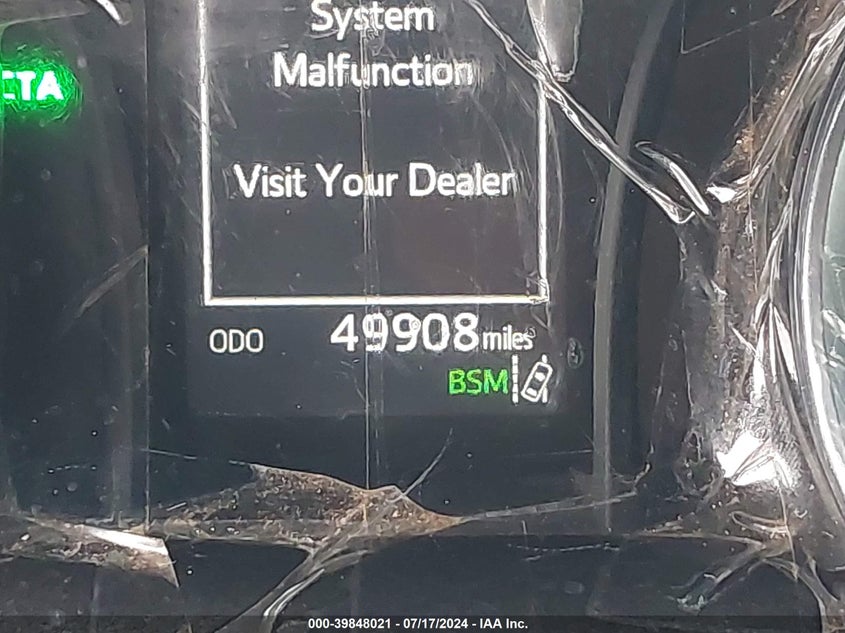 System
Malfunction
CTA
Visit Your Dealer
ODO 49908 miles
BSM
000-39848021 - 07/17/2024 - IAA Inc.